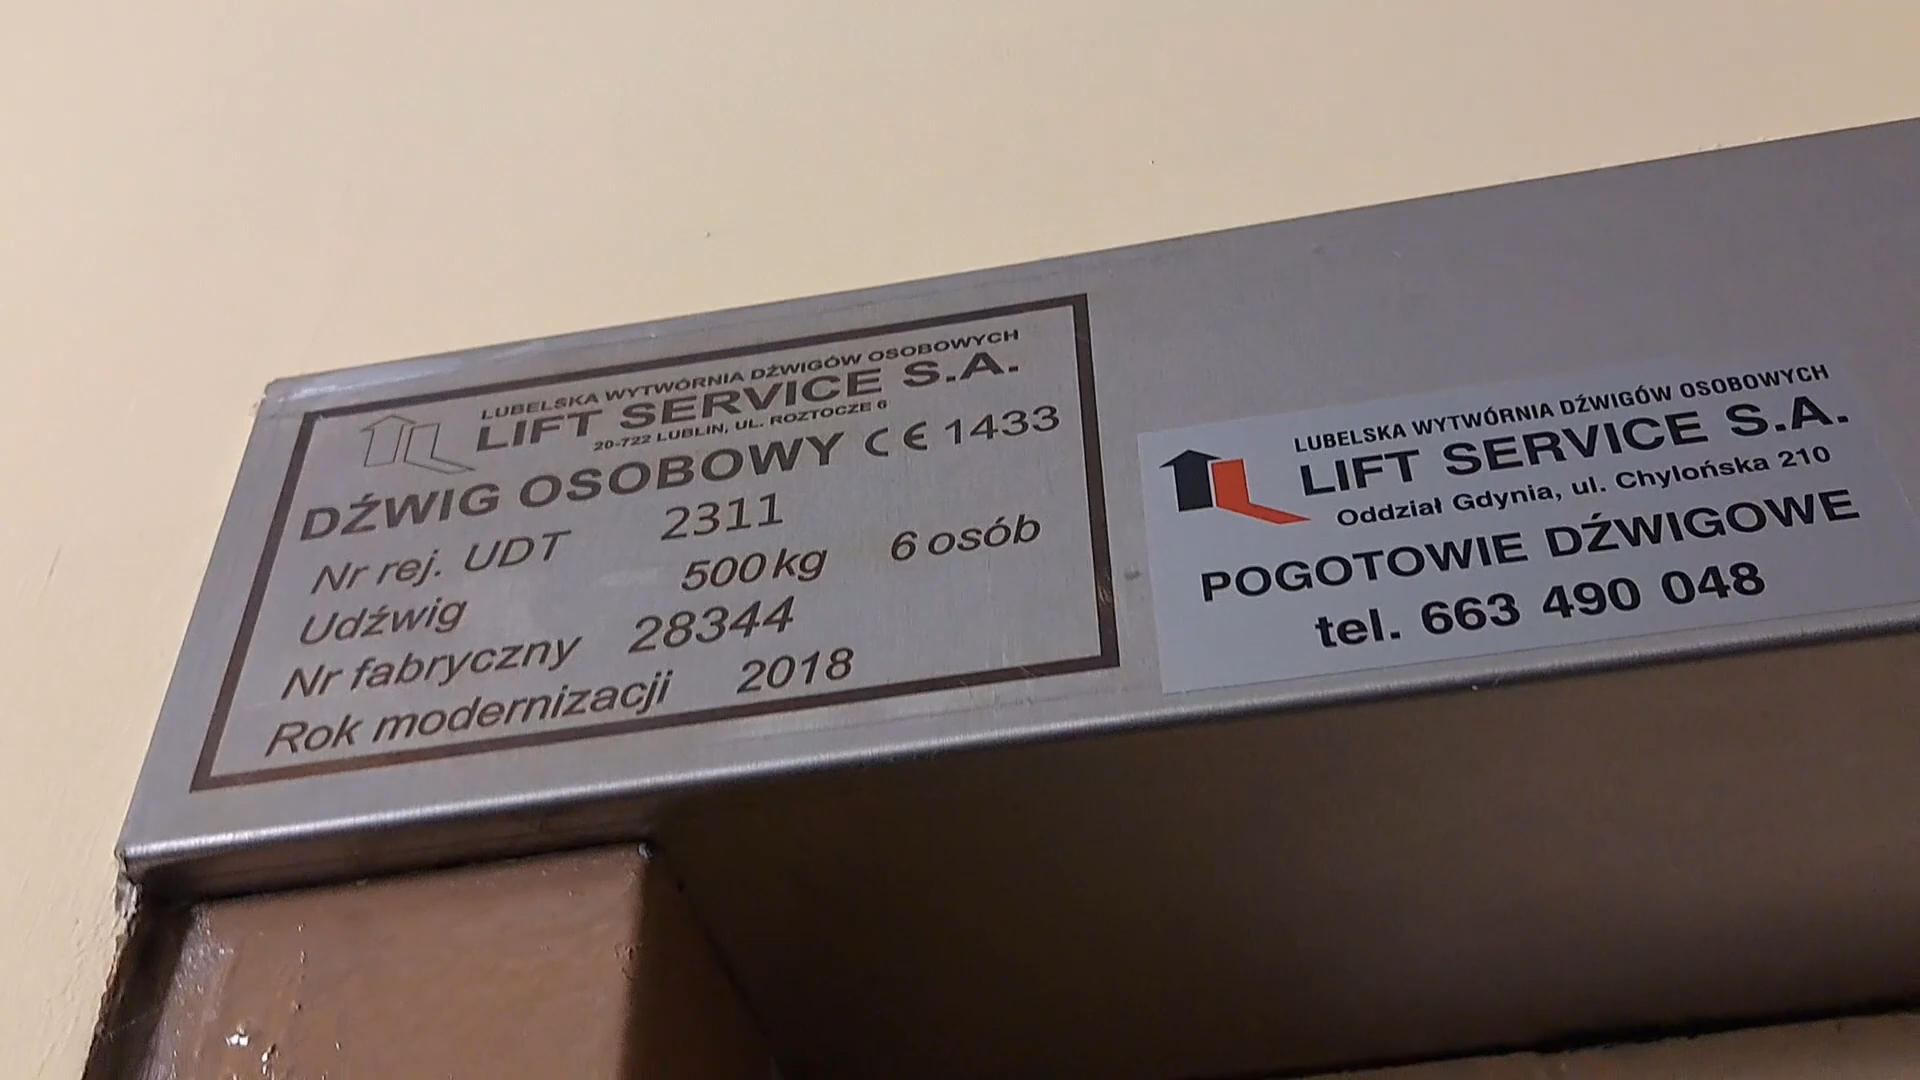 LUBELSKA WYTWÓRNIA DŹWIGÓW OSOBOWYCH
LIFT SERVICE S.A.
20-722 LUBLIN, UL. ROZTOCZE 6
DŹWIG OSOBOWY CE 1433
Nr rej. UDT 2311
Udźwig 500 kg 6 osób
Nr fabryczny 28344
Rok modernizacji 2018
LUBELSKA WYTWÓRNIA DŹWIGÓW OSOBOWYCH
LIFT SERVICE S.A.
Oddział Gdynia, ul. Chylońska 210
POGOTOWIE DŹWIGOWE
tel. 663 490 048